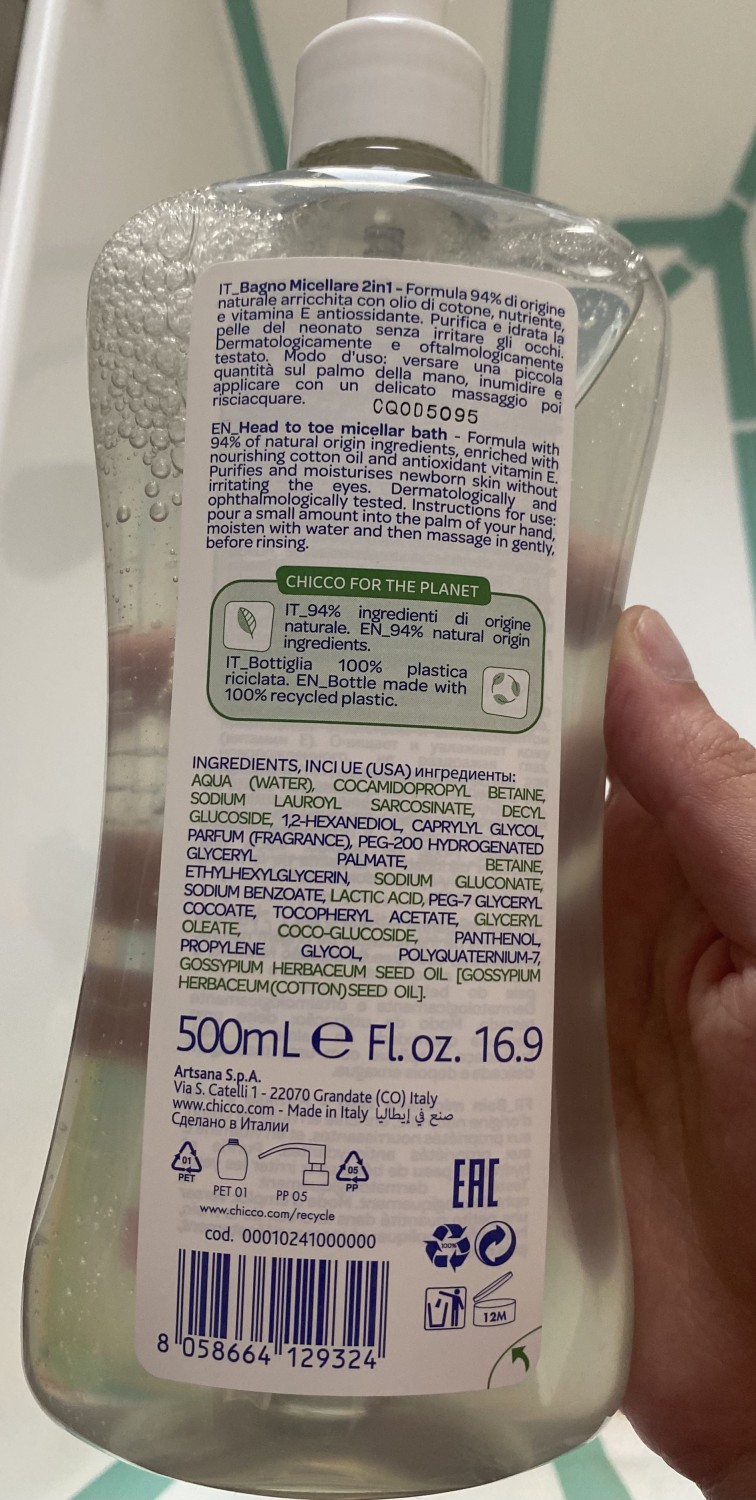 IT_Bagno Micellare 2in1 - Formula 94% di origine
naturale arricchita con olio di cotone, nutriente,
e vitamina E antiossidante. Purifica e idrata la
pelle del neonato senza irritare gli occhi.
Dermatologicamente e oftalmologicamente
testato. Modo d'uso: versare una piccola
quantità sul palmo della mano, inumidire e
applicare con un delicato massaggio poi
risciacquare.
CQ0D5095
EN_Head to toe micellar bath - Formula with
94% of natural origin ingredients, enriched with
nourishing cotton oil and antioxidant vitamin E.
Purifies and moisturises newborn skin without
irritating the eyes. Dermatologically and
ophthalmologically tested. Instructions for use:
pour a small amount into the palm of your hand,
moisten with water and then massage in gently,
before rinsing.
CHICCO FOR THE PLANET
IT_94% ingredienti di origine
naturale. EN_94% natural origin
ingredients.
IT_Bottiglia 100% plastica
riciclata. EN_Bottle made with
100% recycled plastic.
INGREDIENTS, INCI UE (USA) ингредиенты:
AQUA (WATER), COCAMIDOPROPYL BETAINE,
SODIUM LAUROYL SARCOSINATE, DECYL
GLUCOSIDE, 1,2-HEXANEDIOL, CAPRYLYL GLYCOL,
PARFUM (FRAGRANCE), PEG-200 HYDROGENATED
GLYCERYL PALMATE, BETAINE,
ETHYLHEXYLGLYCERIN, SODIUM GLUCONATE,
SODIUM BENZOATE, LACTIC ACID, PEG-7 GLYCERYL
COCOATE, TOCOPHERYL ACETATE, GLYCERYL
OLEATE, COCO-GLUCOSIDE, PANTHENOL,
PROPYLENE GLYCOL, POLYQUATERNIUM-7,
GOSSYPIUM HERBACEUM SEED OIL [GOSSYPIUM
HERBACEUM (COTTON) SEED OIL].
500mL e Fl. oz. 16.9
Artsana S.p.A.
Via S. Catelli 1 - 22070 Grandate (CO) Italy
www.chicco.com - Made in Italy صنع في إيطاليا
Сделано в Италии
01
PET
PET 01
PP 05
05
PP
EAC
www.chicco.com/recycle
cod. 00010241000000
100%
12M
8 058664 129324